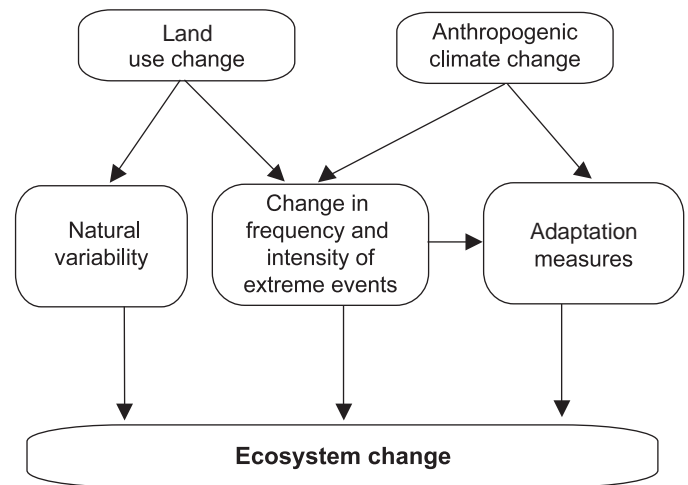 Land
use change
Anthropogenic
climate change
Natural
variability
Change in
frequency and
intensity of
extreme events
Adaptation
measures
Ecosystem change